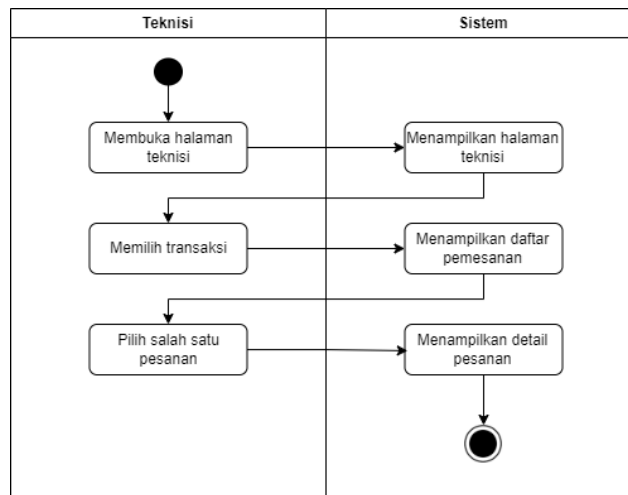 Teknisi
Sistem
Membuka halaman
teknisi
Menampilkan halaman
teknisi
Memilih transaksi
Menampilkan daftar
pemesanan
Pilih salah satu
pesanan
Menampilkan detail
pesanan